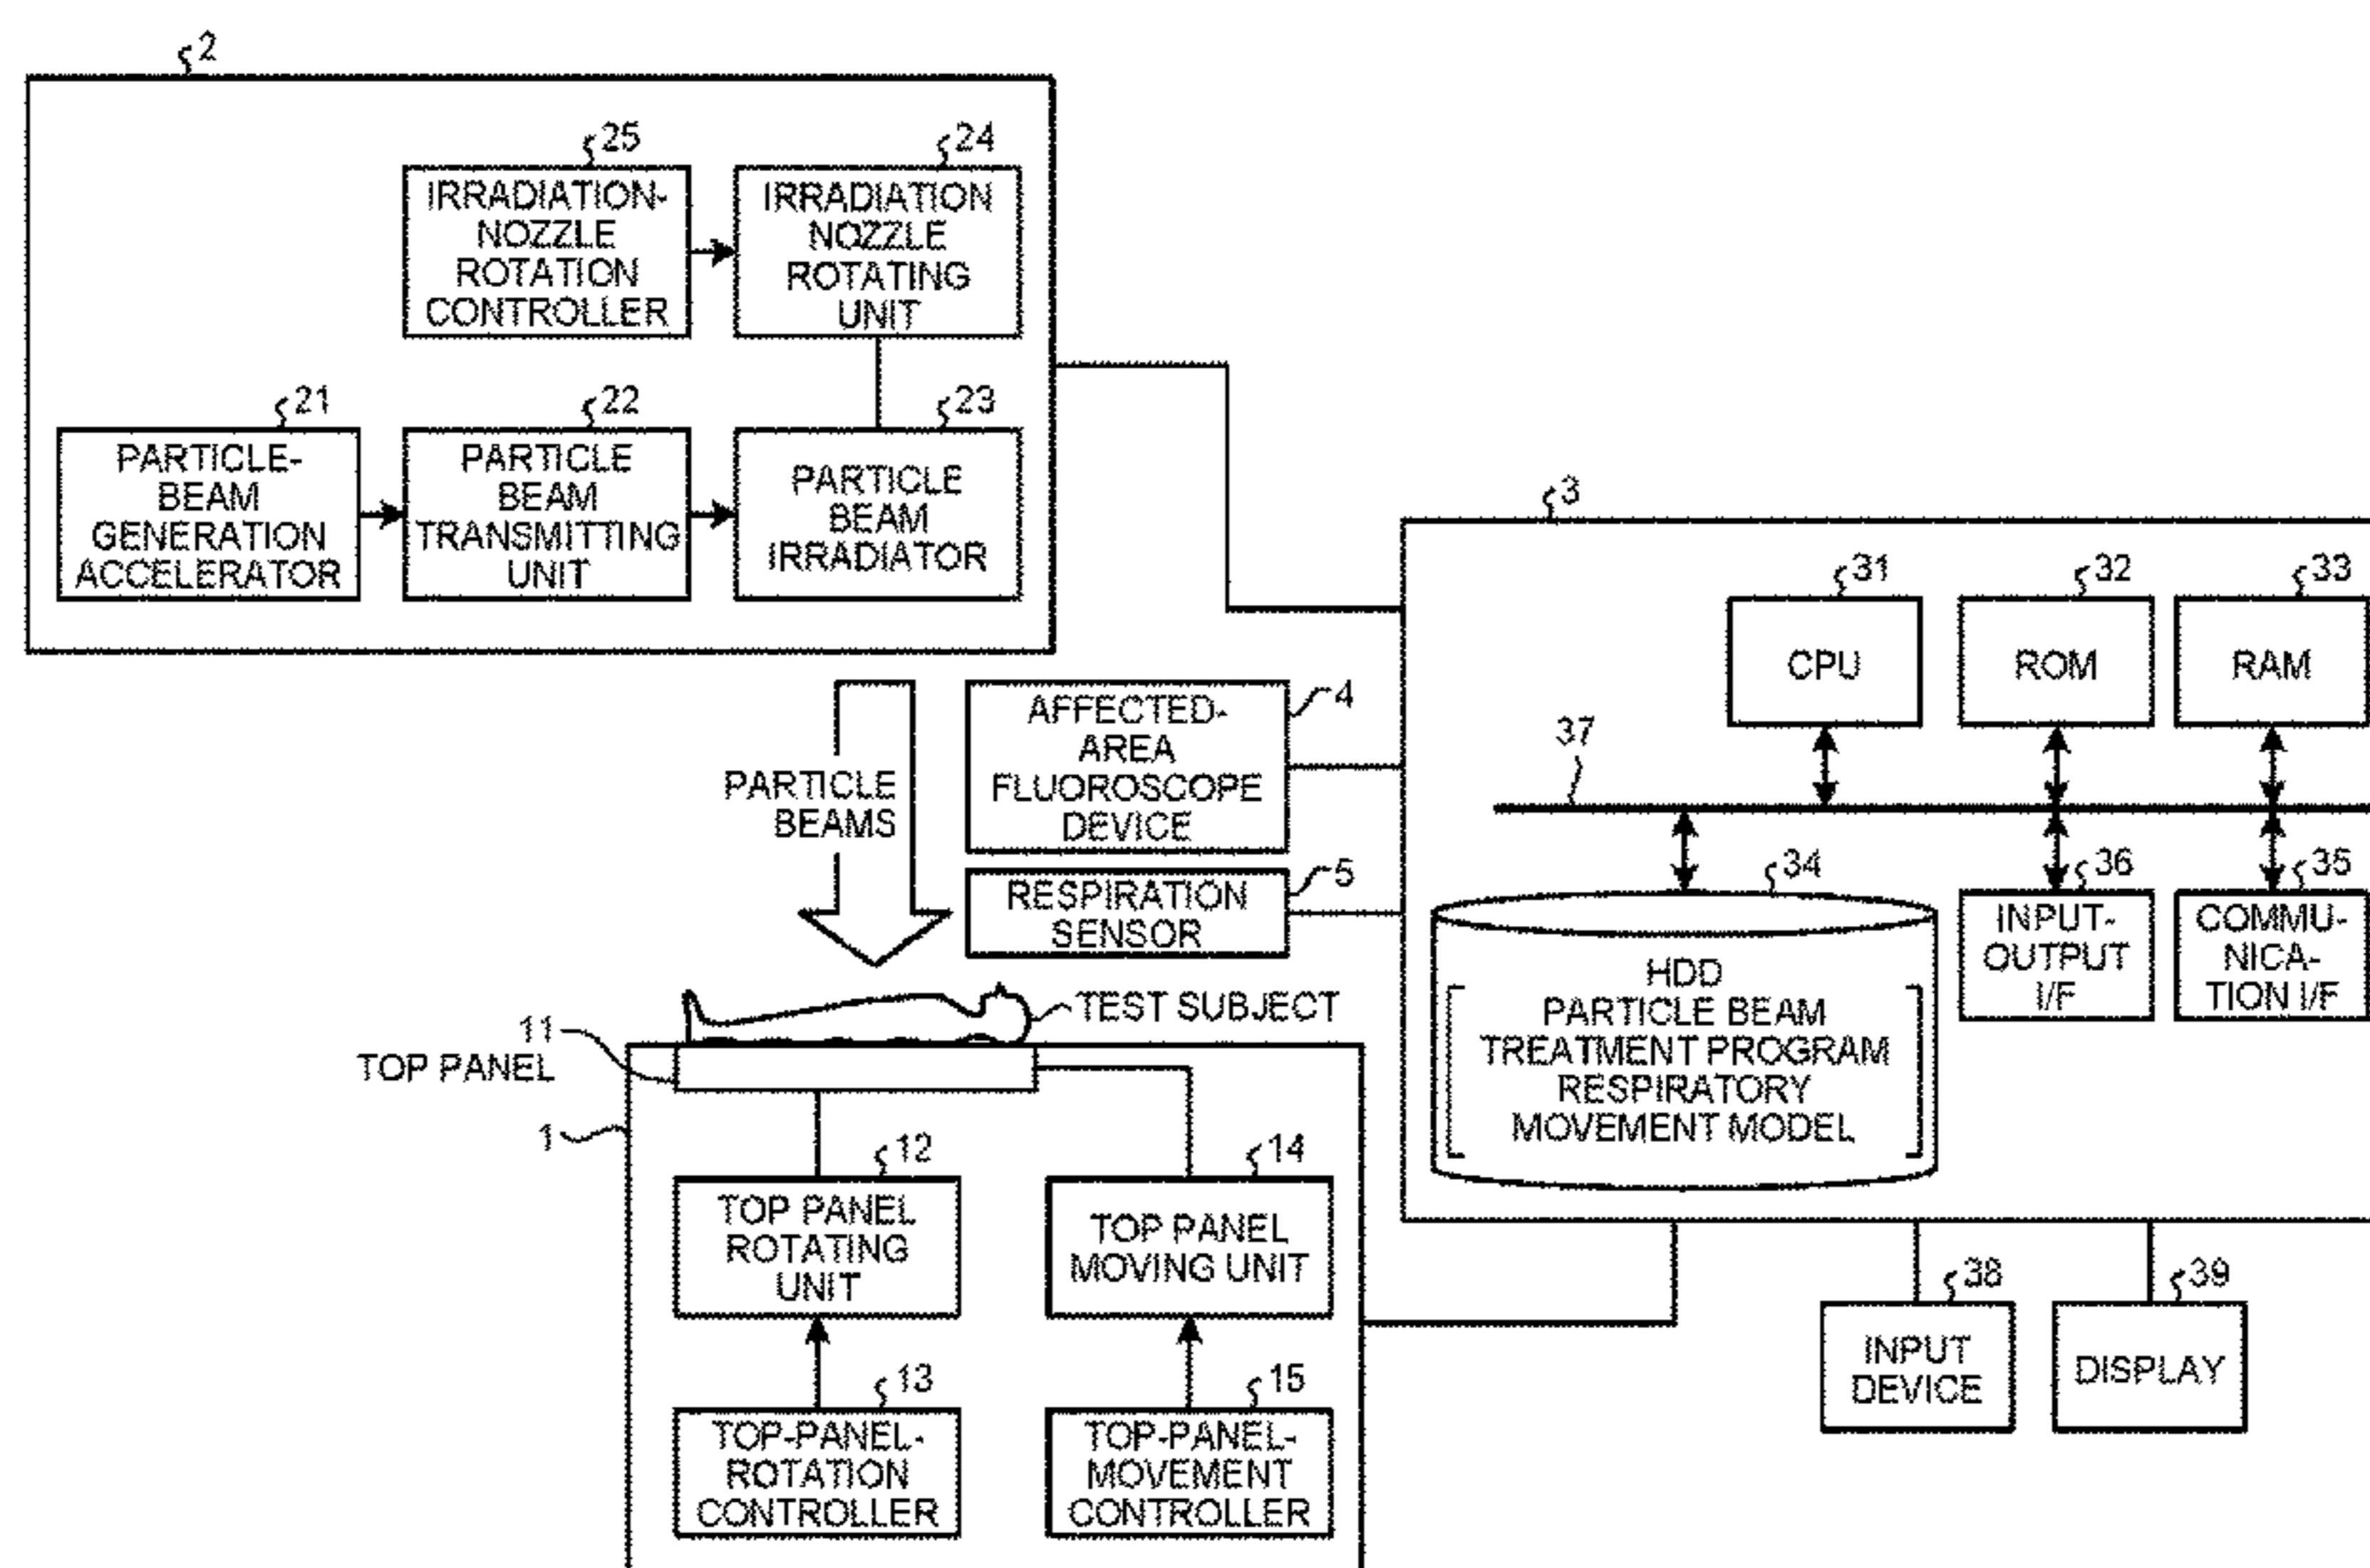 2
25
IRRADIATION-
NOZZLE
ROTATION
CONTROLLER
24
IRRADIATION
NOZZLE
ROTATING
UNIT
21
PARTICLE-
BEAM
GENERATION
ACCELERATOR
22
PARTICLE
BEAM
TRANSMITTING
UNIT
23
PARTICLE
BEAM
IRRADIATOR
PARTICLE
BEAMS
4
AFFECTED-
AREA
FLUOROSCOPE
DEVICE
5
RESPIRATION
SENSOR
TEST SUBJECT
11
TOP PANEL
1
12
TOP PANEL
ROTATING
UNIT
14
TOP PANEL
MOVING UNIT
13
TOP-PANEL-
ROTATION
CONTROLLER
15
TOP-PANEL-
MOVEMENT
CONTROLLER
3
31
CPU
32
ROM
33
RAM
37
34
HDD
PARTICLE BEAM
TREATMENT PROGRAM
RESPIRATORY
MOVEMENT MODEL
36
INPUT-
OUTPUT
I/F
35
COMMU-
NICA-
TION I/F
38
INPUT
DEVICE
39
DISPLAY